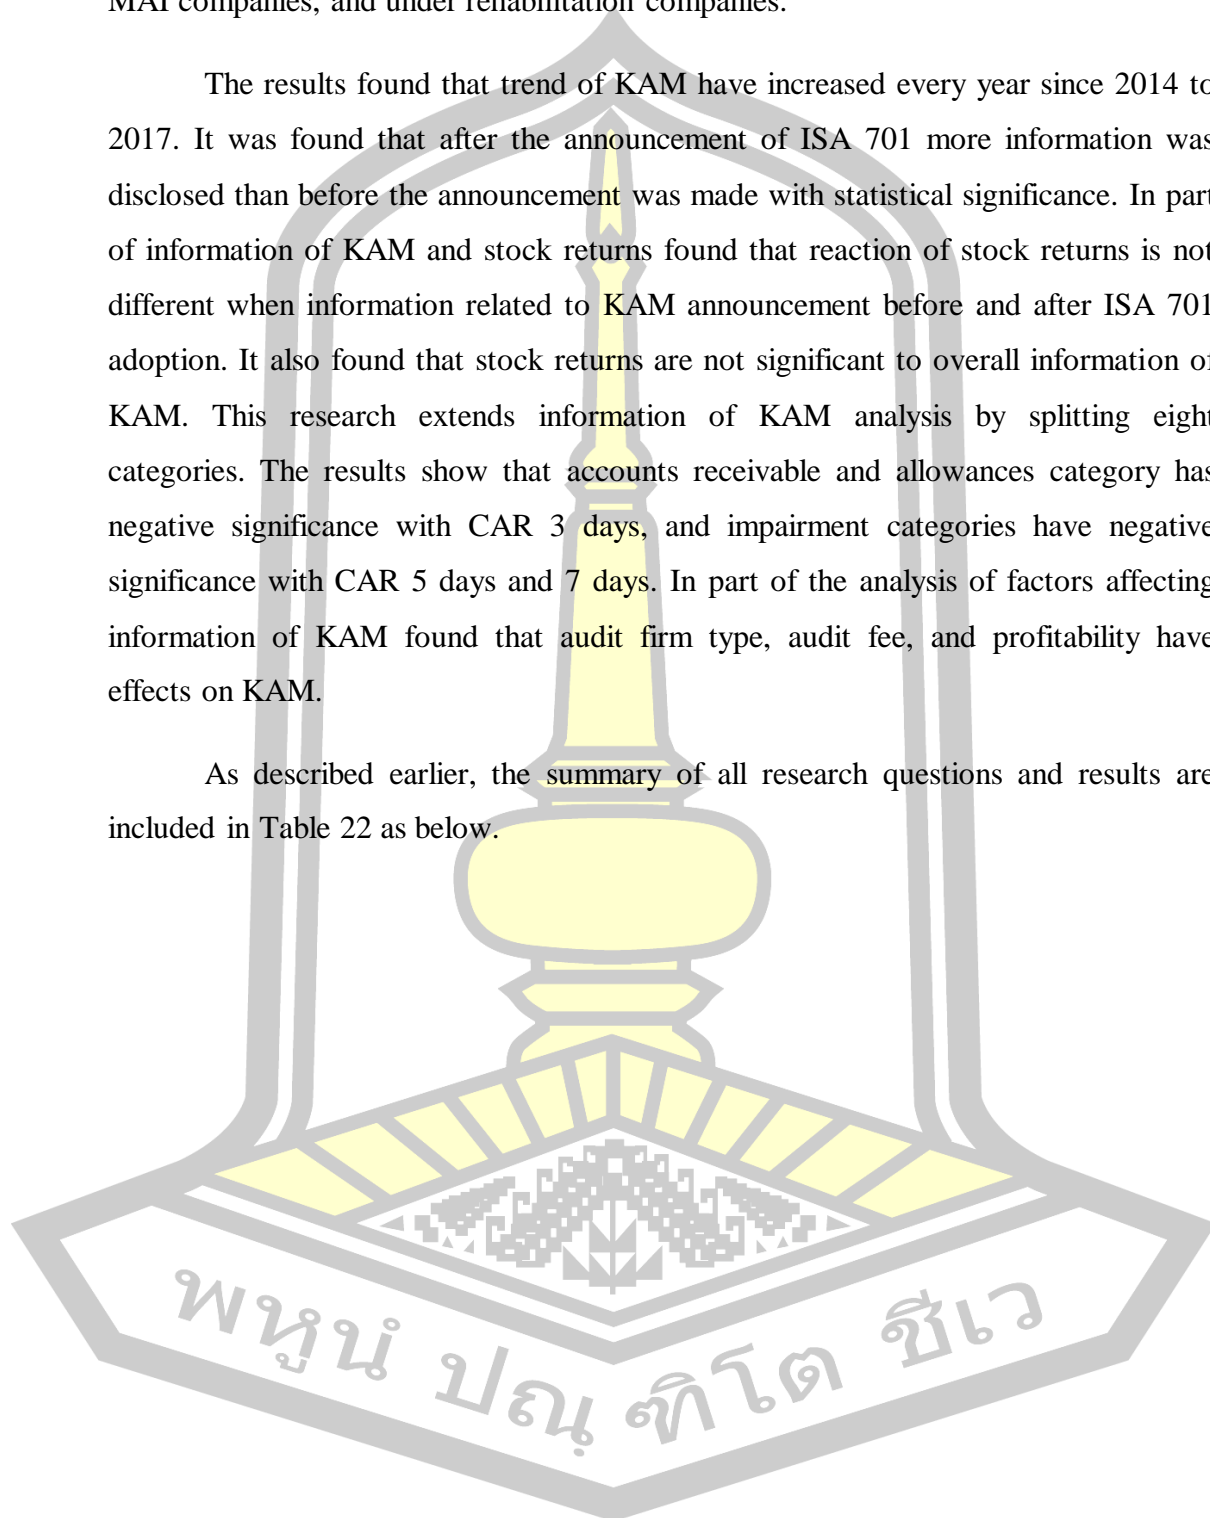 MAI companies, and under rehabilitation companies.
The results found that trend of KAM have increased every year since 2014 to
2017. It was found that after the announcement of ISA 701 more information was
disclosed than before the announcement was made with statistical significance. In part
of information of KAM and stock returns found that reaction of stock returns is not
different when information related to KAM announcement before and after ISA 701
adoption. It also found that stock returns are not significant to overall information of
KAM. This research extends information of KAM analysis by splitting eight
categories. The results show that accounts receivable and allowances category has
negative significance with CAR 3 days, and impairment categories have negative
significance with CAR 5 days and 7 days. In part of the analysis of factors affecting
information of KAM found that audit firm type, audit fee, and profitability have
effects on KAM.
As described earlier, the summary of all research questions and results are
included in Table 22 as below.
พหูนํ ปณฺฑิโต ชีเว